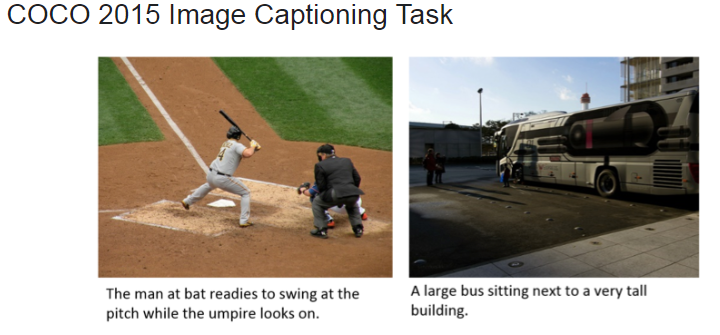 COCO 2015 Image Captioning Task
The man at bat readies to swing at the
pitch while the umpire looks on.
A large bus sitting next to a very tall
building.